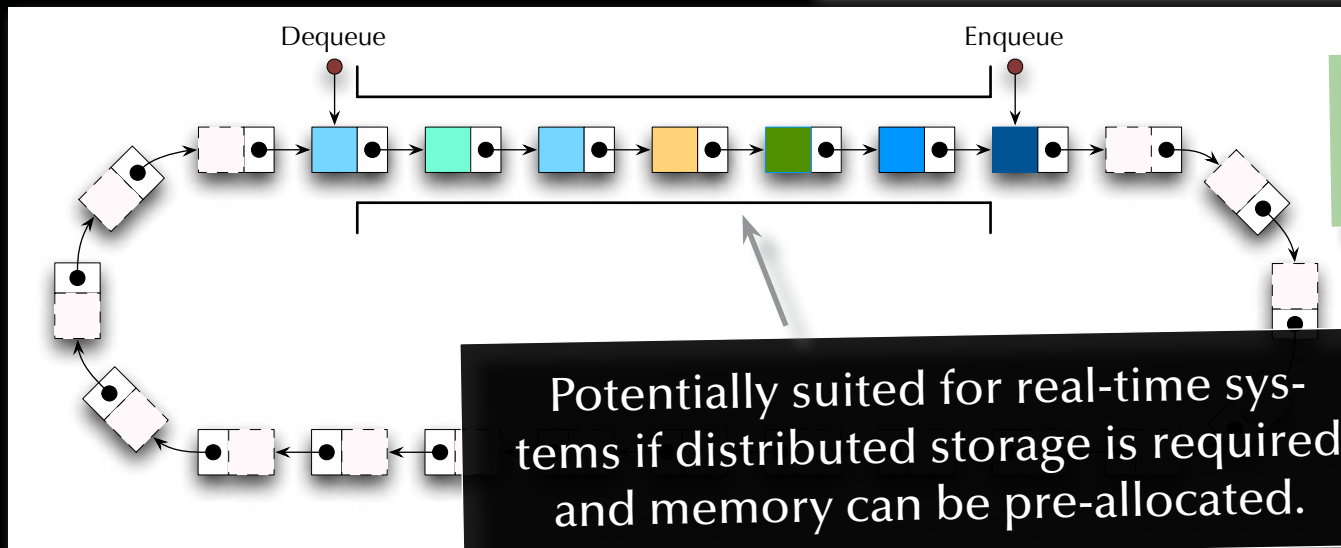 Dequeue
Enqueue
Potentially suited for real-time sys-
tems if distributed storage is required
and memory can be pre-allocated.